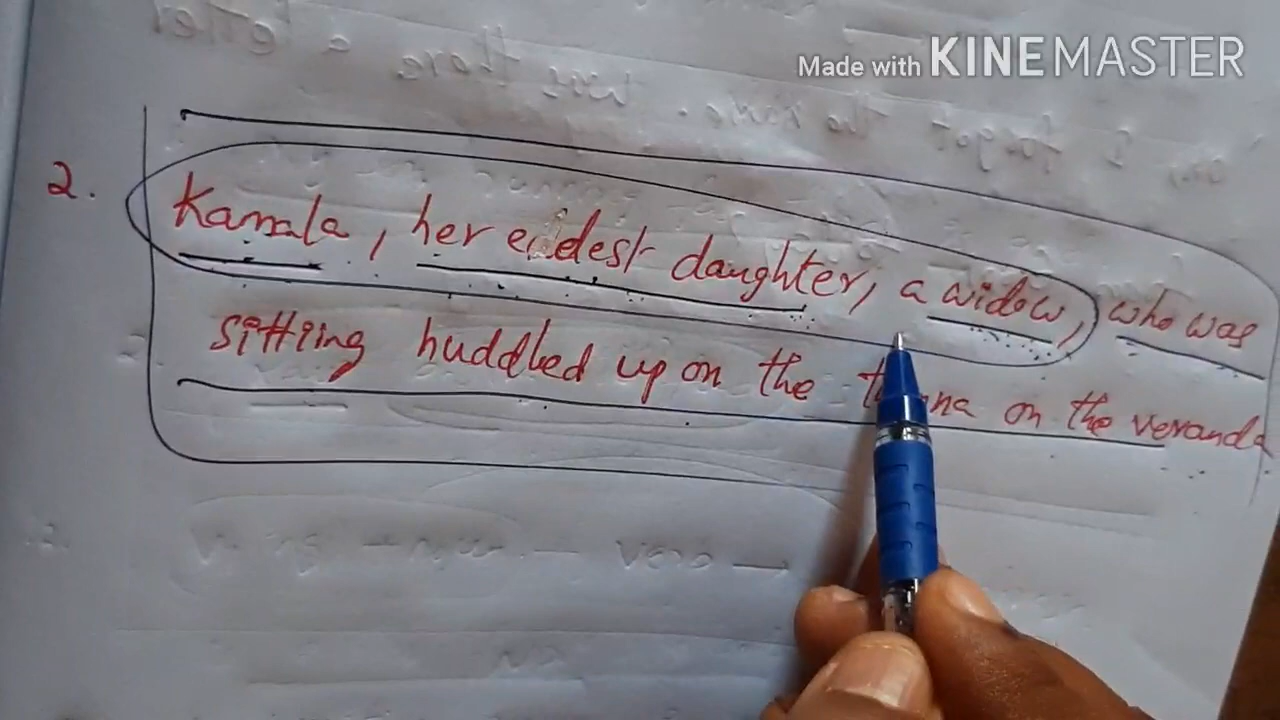 Made with KINEMASTER
2. Kamala, her eldest daughter, a widow, who was
sitting huddled up on the on the veranda